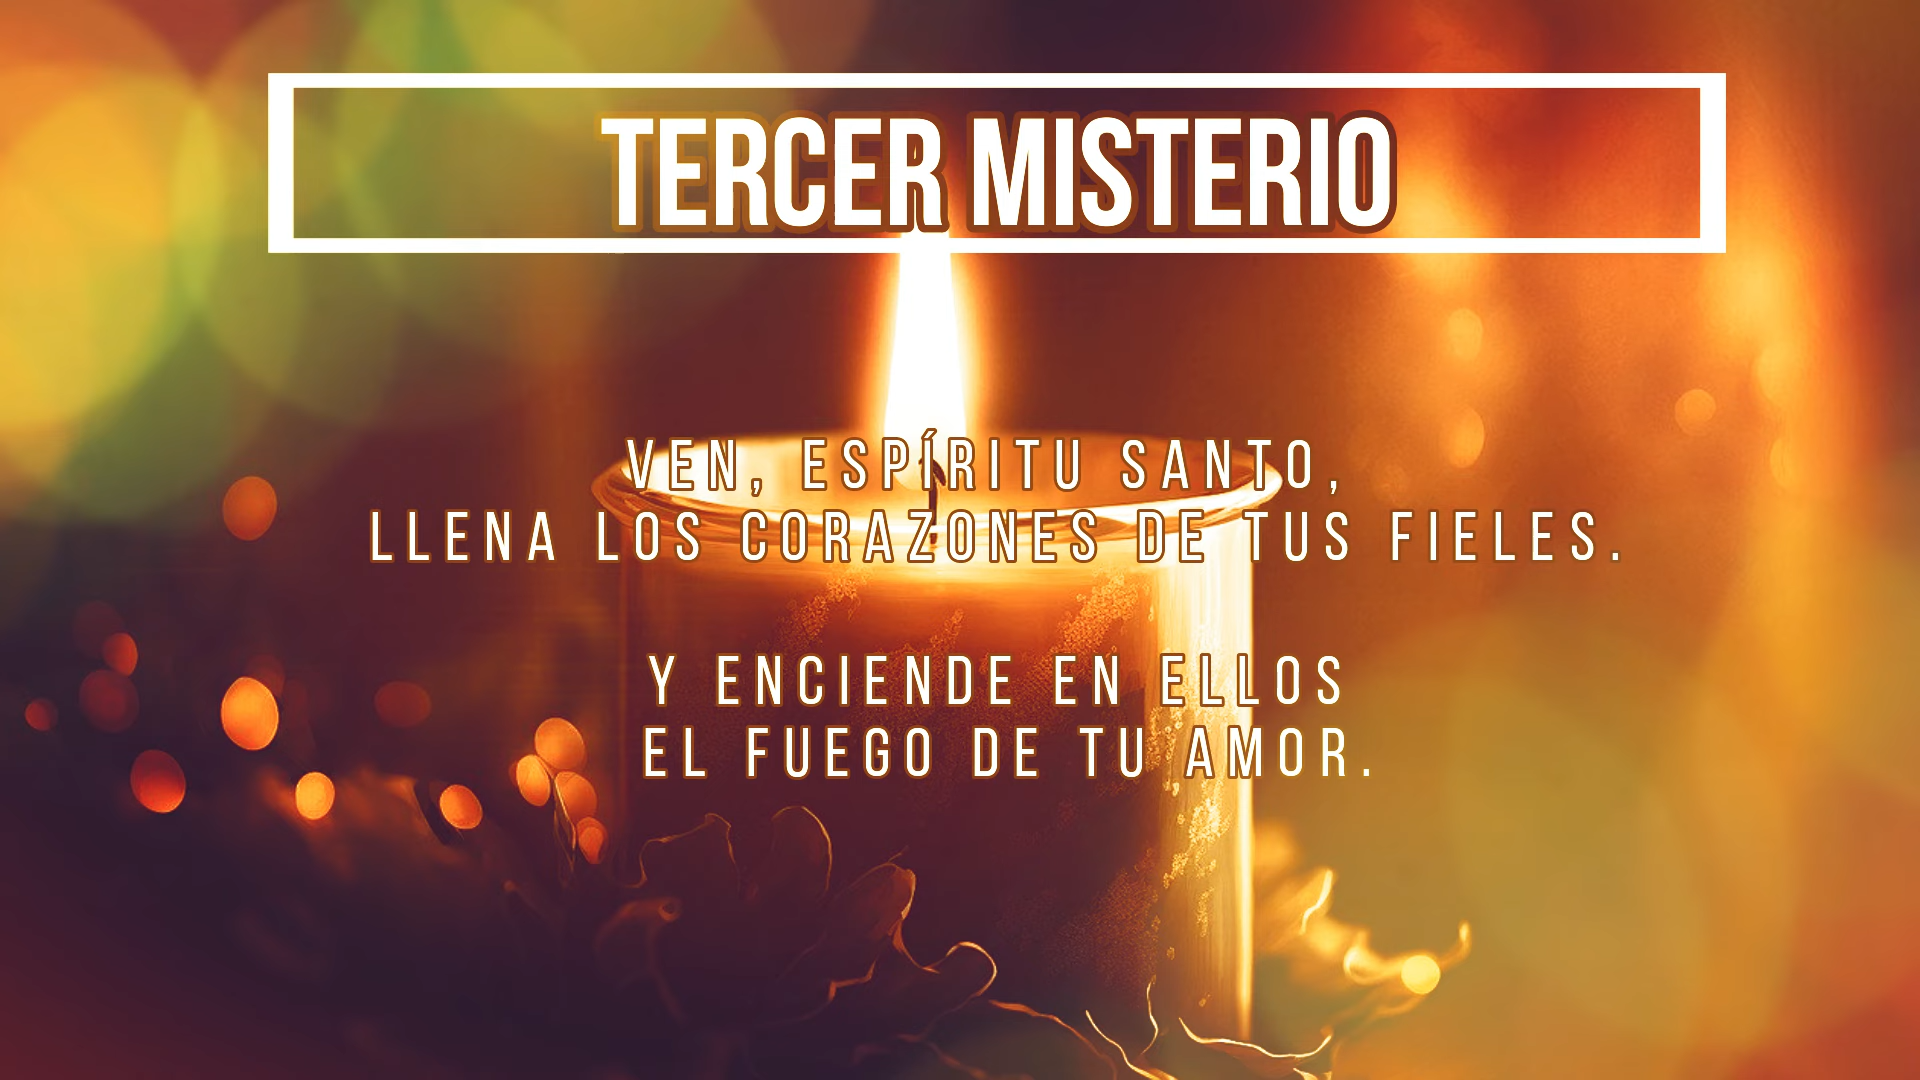 TERCER MISTERIO
VEN, ESPÍRITU SANTO,
LLENA LOS CORAZONES DE TUS FIELES.
Y ENCIENDE EN ELLOS
EL FUEGO DE TU AMOR.